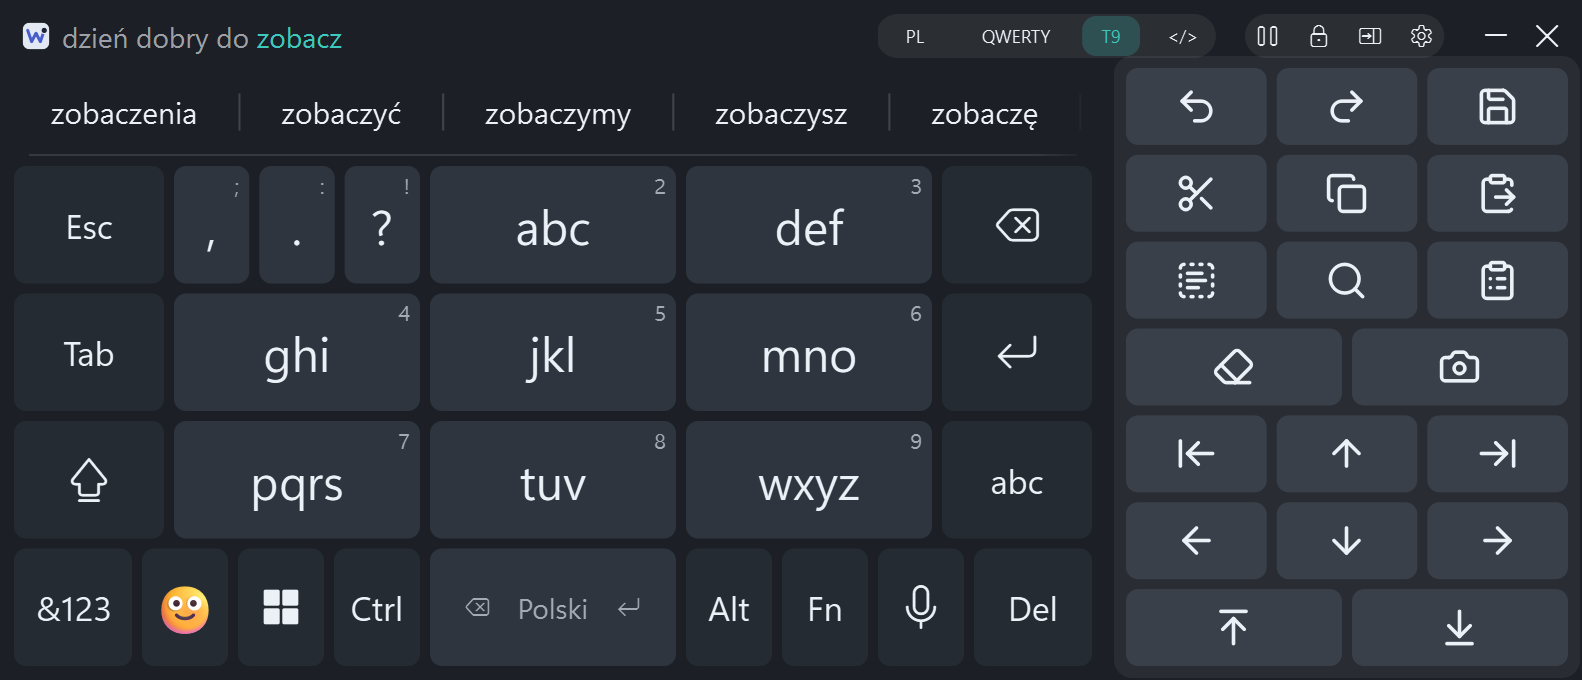 dzień dobry do zobacz
PL QWERTY T9 </>
zobaczenia zobaczyć zobaczymy zobaczysz zobaczę
Esc , ; . : ? ! abc 2 def 3
Tab ghi 4 jkl 5 mno 6
pqrs 7 tuv 8 wxyz 9 abc
&123 Ctrl Polski Alt Fn Del